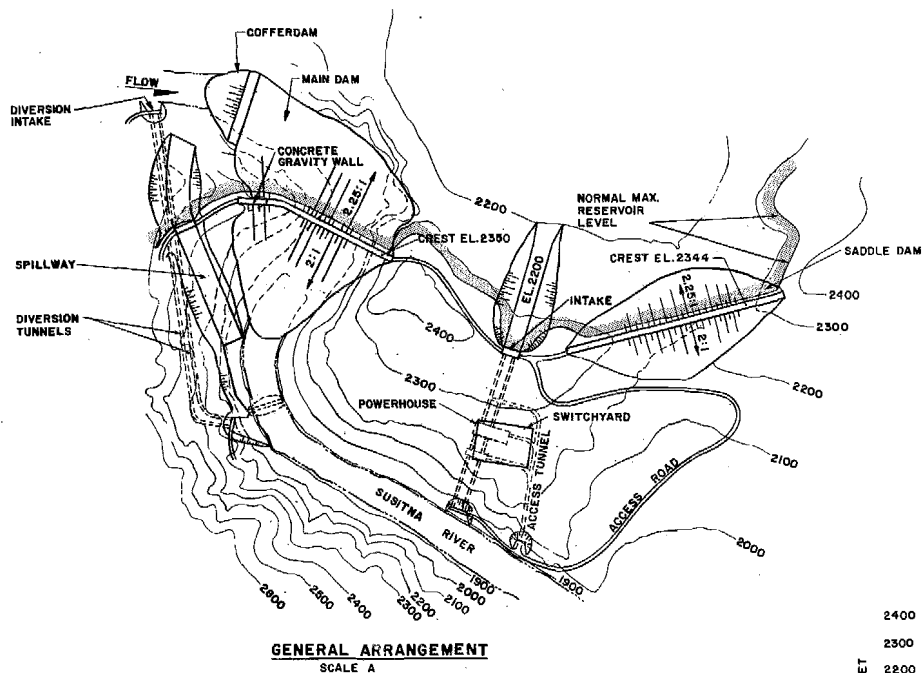 COFFERDAM
FLOW
MAIN DAM
DIVERSION
INTAKE
CONCRETE
GRAVITY WALL
2.25:1
2:1
2200
NORMAL MAX.
RESERVOIR
LEVEL
CREST EL.2350
CREST EL.2344
SADDLE DAM
SPILLWAY
EL.2200
INTAKE
2.25:1
2:1
2400
2300
2200
DIVERSION
TUNNELS
2400
2300
POWERHOUSE
SWITCHYARD
ACCESS TUNNEL
ACCESS ROAD
2100
2000
SUSITNA
RIVER
1900
1900
2000
2100
2200
2300
2400
2500
2600
GENERAL ARRANGEMENT
SCALE A
2400
2300
2200
ET